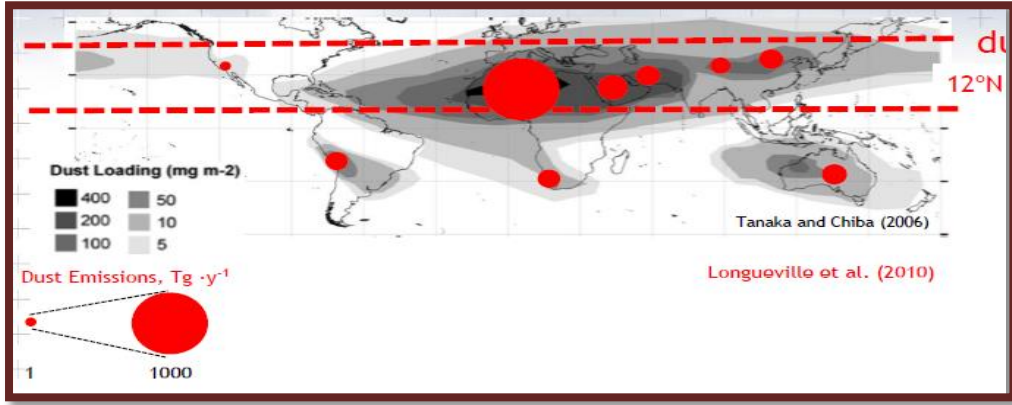 du
12°N
Dust Loading (mg m-2)
400 50
200 10
100 5
Tanaka and Chiba (2006)
Dust Emissions, Tg ·y⁻¹
Longueville et al. (2010)
1 1000